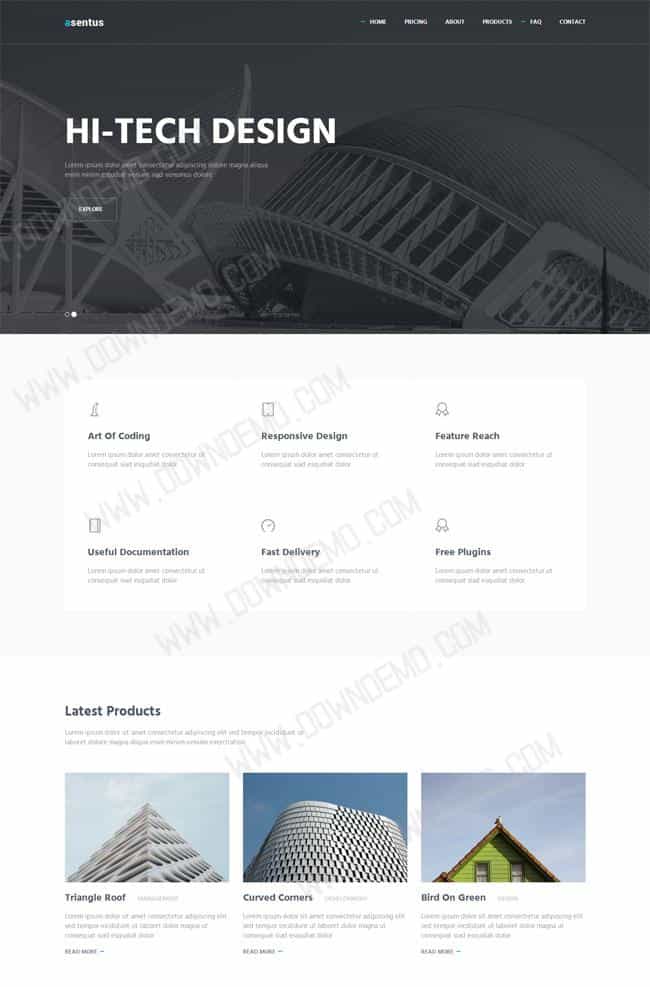 asentus
HOME PRICING ABOUT PRODUCTS FAQ CONTACT
HI-TECH DESIGN
Lorem ipsum dolor amet consectetur adipiscing dolore magna aliqua
enim minim estudiat veniam siad venumus dolore
EXPLORE
Art Of Coding
Lorem ipsum dolor amet consectetur ut
consequat siad esqudiat dolor
Responsive Design
Lorem ipsum dolor amet consectetur ut
consequat siad esqudiat dolor
Feature Reach
Lorem ipsum dolor amet consectetur ut
consequat siad esqudiat dolor
Useful Documentation
Lorem ipsum dolor amet consectetur ut
consequat siad esqudiat dolor
Fast Delivery
Lorem ipsum dolor amet consectetur ut
consequat siad esqudiat dolor
Free Plugins
Lorem ipsum dolor amet consectetur ut
consequat siad esqudiat dolor
Latest Products
Lorem ipsum dolor sit amet consectetur adipiscing elit sed tempor incididunt ut
laboret dolore magna aliqua enim minim veniam exercitation
Triangle Roof MANAGEMENT
Lorem ipsum dolor sit amet consectetur adipiscing elit
sed tempor incdidunt ut laboret dolor magna ut
consequat siad esqudiat dolor
READ MORE
Curved Corners DEVELOPMENT
Lorem ipsum dolor sit amet consectetur adipiscing elit
sed tempor incdidunt ut laboret dolor magna ut
consequat siad esqudiat dolor
READ MORE
Bird On Green DESIGN
Lorem ipsum dolor sit amet consectetur adipiscing elit
sed tempor incdidunt ut laboret dolor magna ut
consequat siad esqudiat dolor
READ MORE
WWW.DOWNDEMO.COM
WWW.DOWNDEMO.COM
WWW.DOWNDEMO.COM
WWW.DOWNDEMO.COM
WWW.DOWNDEMO.COM